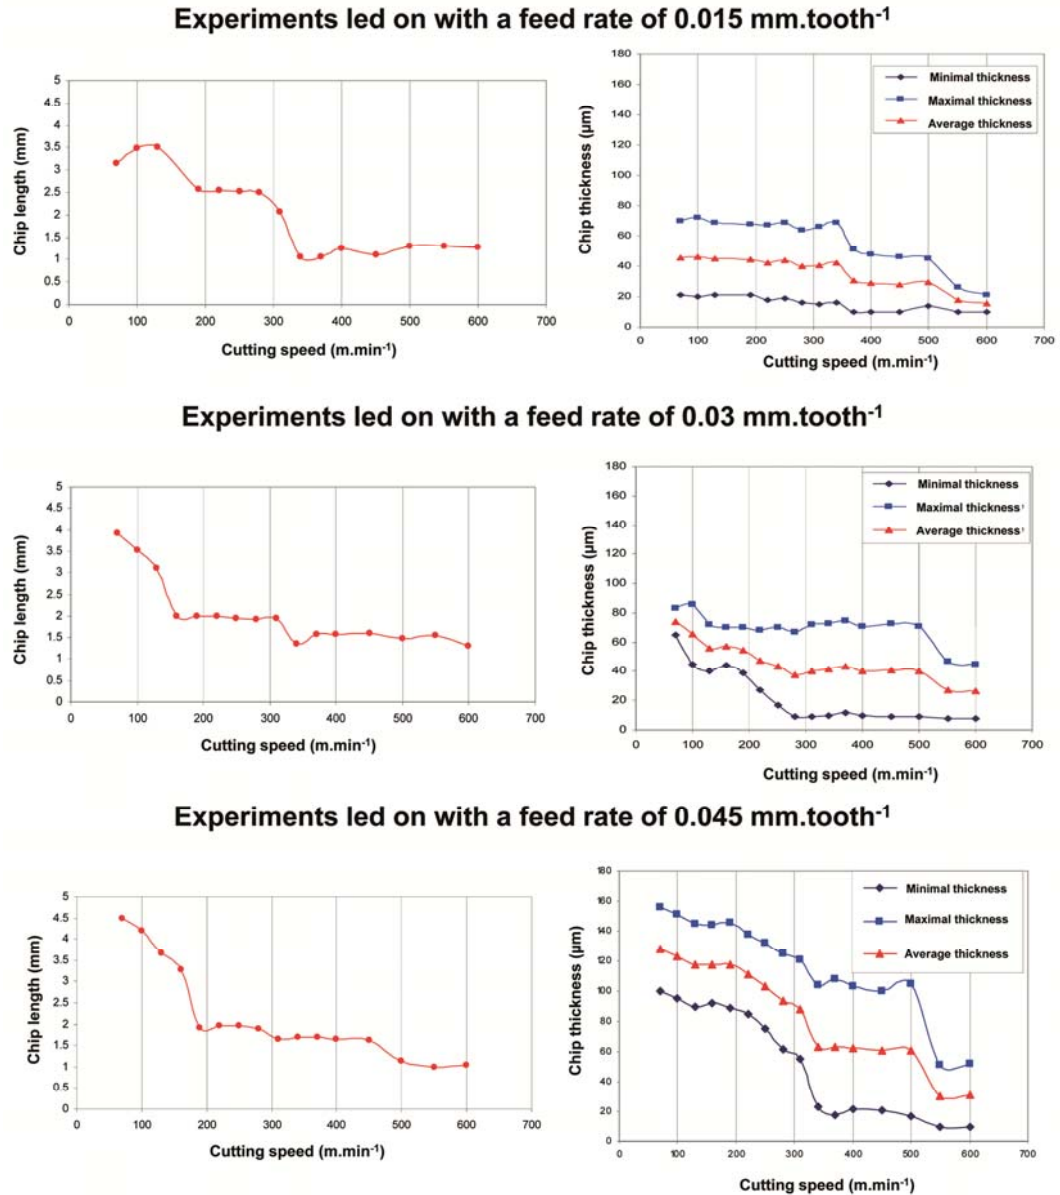 Experiments led on with a feed rate of 0.015 mm.tooth⁻¹
Chip length (mm)
5
4.5
4
3.5
3
2.5
2
1.5
1
0.5
0
0 100 200 300 400 500 600 700
Cutting speed (m.min⁻¹)
Chip thickness (µm)
180
160
140
120
100
80
60
40
20
0
0 100 200 300 400 500 600 700
Cutting speed (m.min⁻¹)
Minimal thickness
Maximal thickness
Average thickness
Experiments led on with a feed rate of 0.03 mm.tooth⁻¹
Chip length (mm)
5
4.5
4
3.5
3
2.5
2
1.5
1
0.5
0
0 100 200 300 400 500 600 700
Cutting speed (m.min⁻¹)
Chip thickness (µm)
180
160
140
120
100
80
60
40
20
0
0 100 200 300 400 500 600 700
Cutting speed (m.min⁻¹)
Minimal thickness
Maximal thickness
Average thickness
Experiments led on with a feed rate of 0.045 mm.tooth⁻¹
Chip length (mm)
5
4.5
4
3.5
3
2.5
2
1.5
1
0.5
0
0 100 200 300 400 500 600 700
Cutting speed (m.min⁻¹)
Chip thickness (µm)
180
160
140
120
100
80
60
40
20
0
0 100 200 300 400 500 600 700
Cutting speed (m.min⁻¹)
Minimal thickness
Maximal thickness
Average thickness